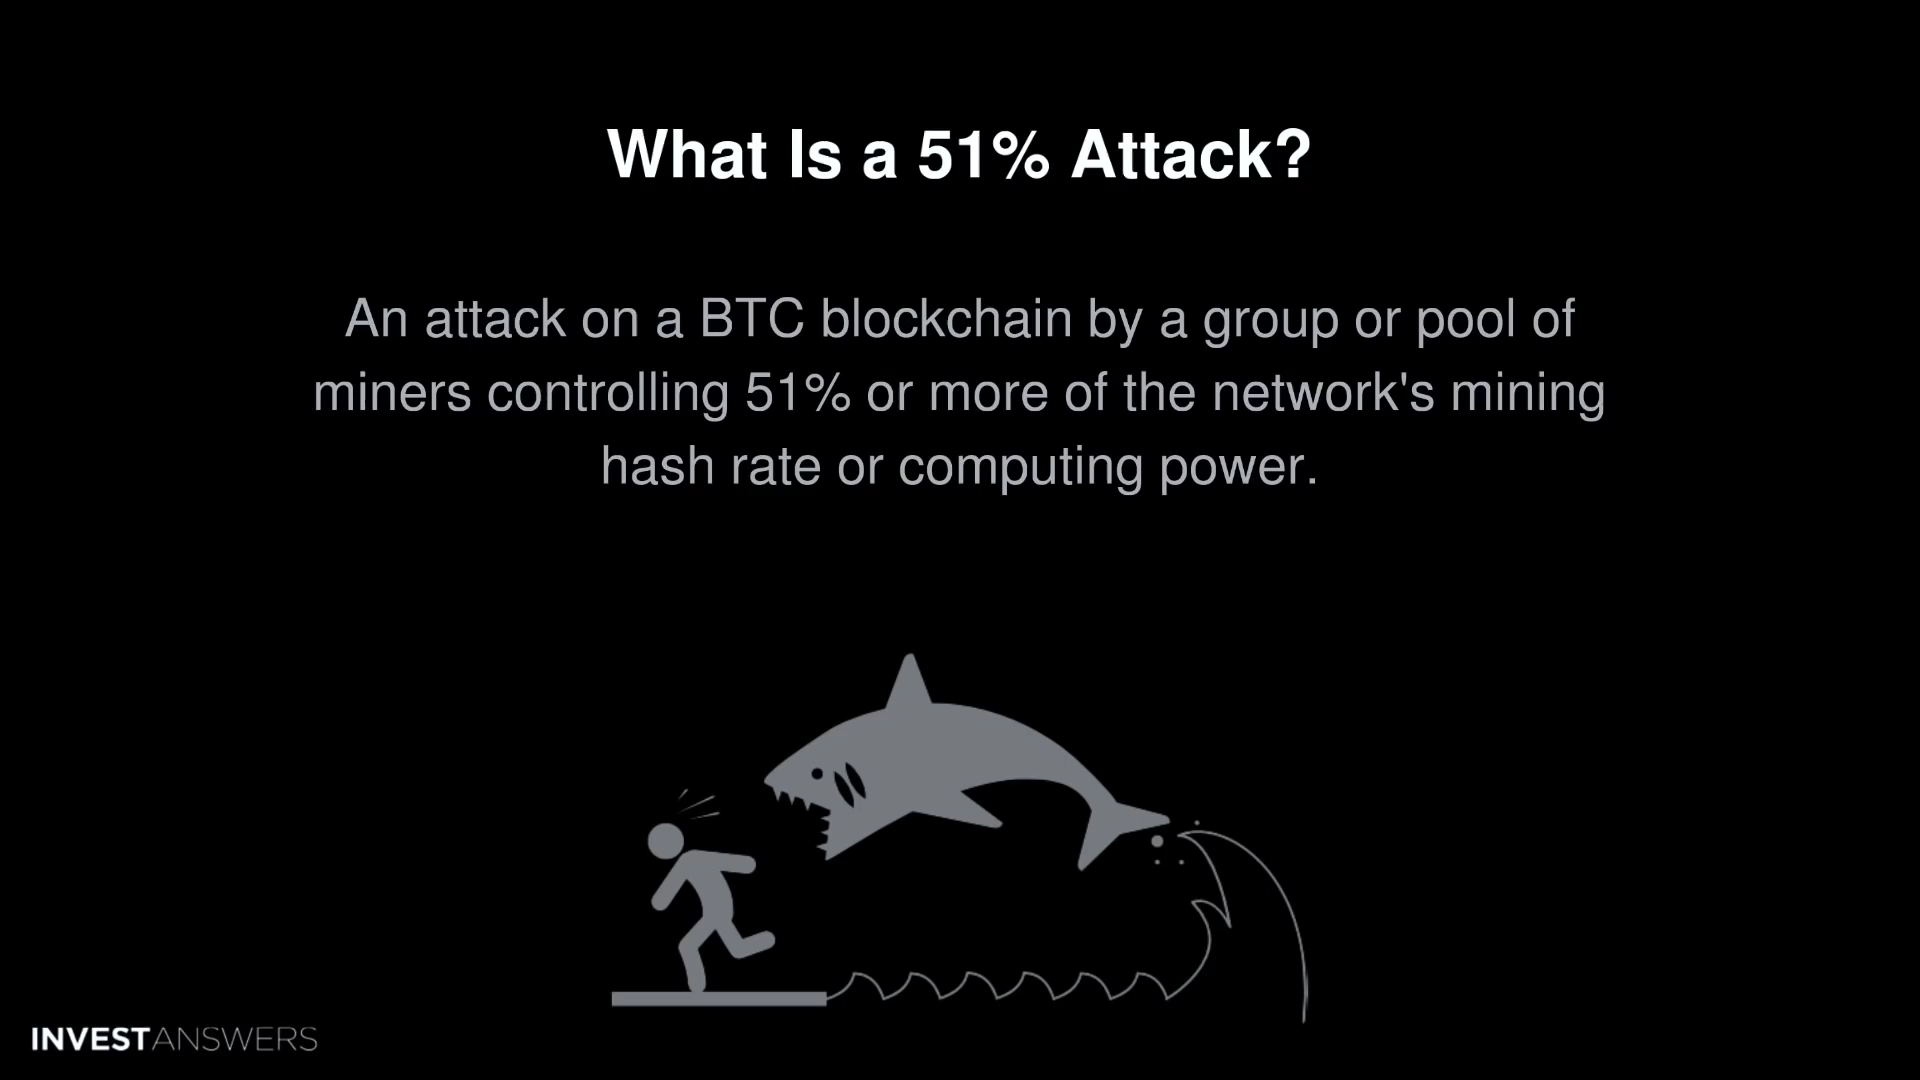 What Is a 51% Attack?
An attack on a BTC blockchain by a group or pool of
miners controlling 51% or more of the network's mining
hash rate or computing power.
INVESTANSWERS